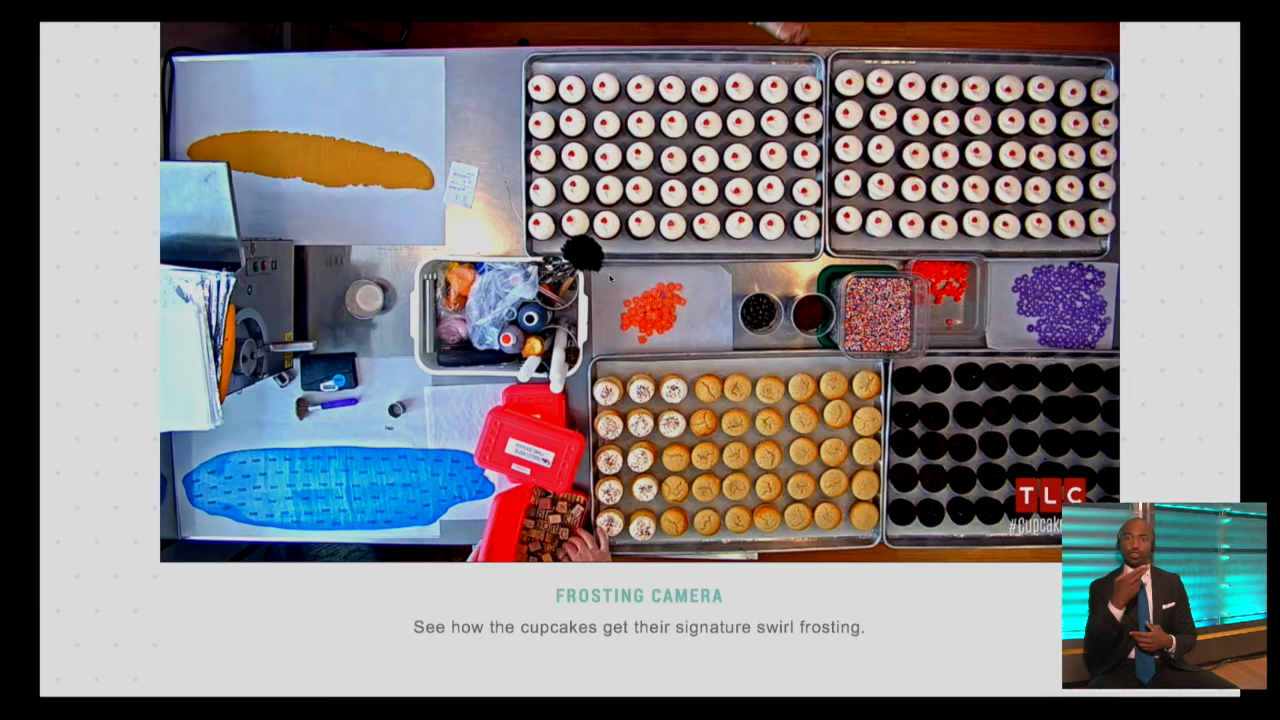 TLC
#Cupcak
FROSTING CAMERA
See how the cupcakes get their signature swirl frosting.